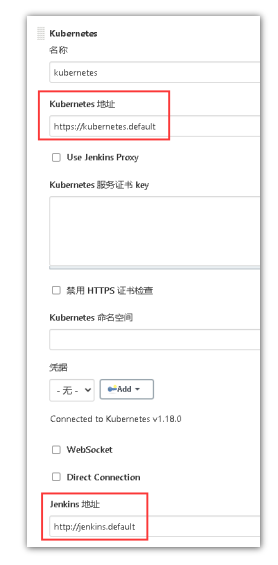 Kubernetes
名称
kubernetes
Kubernetes 地址
https://kubernetes.default
Use Jenkins Proxy
Kubernetes 服务证书 key
禁用 HTTPS 证书检查
Kubernetes 命名空间
凭据
- 无 - Add
Connected to Kubernetes v1.18.0
WebSocket
Direct Connection
Jenkins 地址
http://jenkins.default